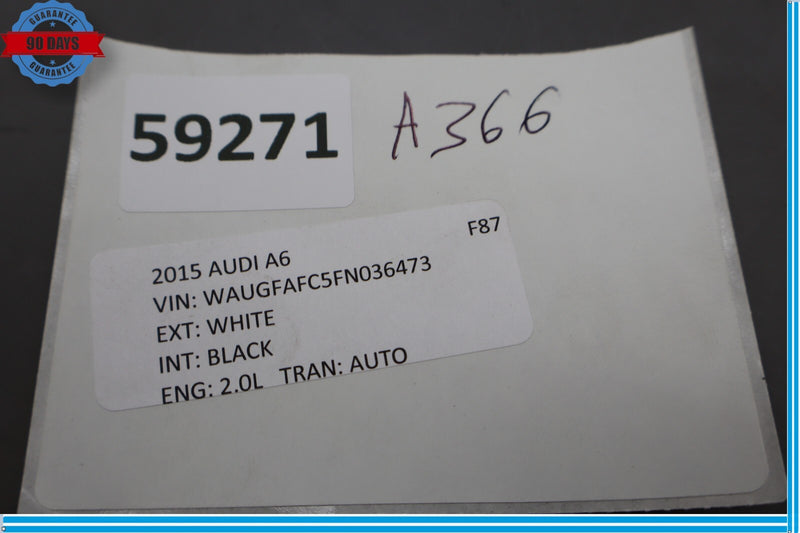 GUARANTEE
90 DAYS
GUARANTEE
59271
A366
F87
2015 AUDI A6
VIN: WAUGFAFC5FN036473
EXT: WHITE
INT: BLACK
ENG: 2.0L TRAN: AUTO